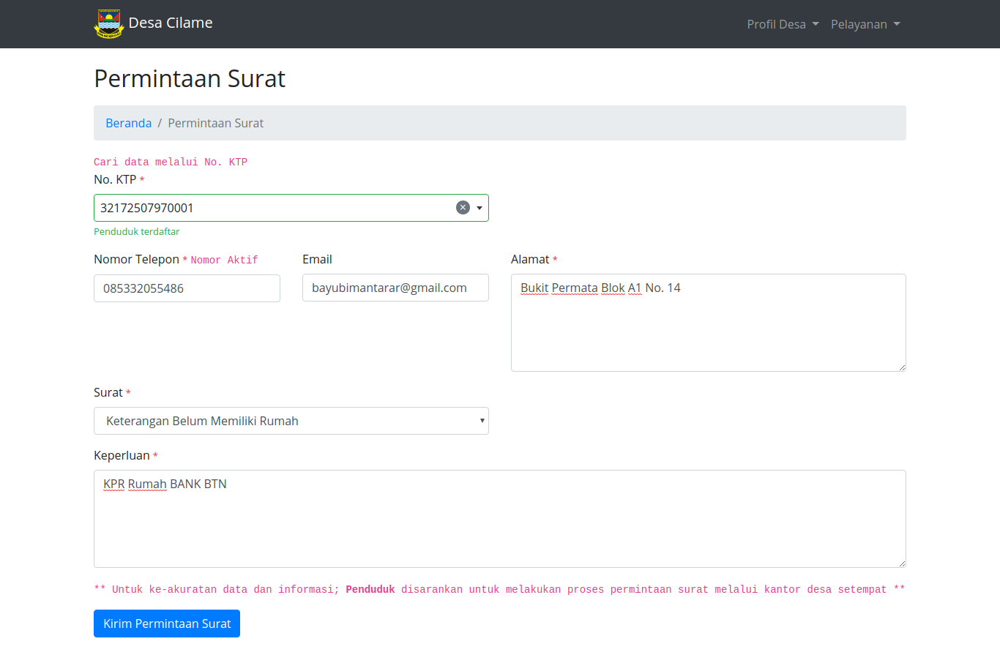 Desa Cilame
Profil Desa
Pelayanan
Permintaan Surat
Beranda / Permintaan Surat
Cari data melalui No. KTP
No. KTP *
32172507970001
Penduduk terdaftar
Nomor Telepon * Nomor Aktif
085332055486
Email
bayubimantarar@gmail.com
Alamat *
Bukit Permata Blok A1 No. 14
Surat *
Keterangan Belum Memiliki Rumah
Keperluan *
KPR Rumah BANK BTN
** Untuk ke-akuratan data dan informasi; Penduduk disarankan untuk melakukan proses permintaan surat melalui kantor desa setempat **
Kirim Permintaan Surat